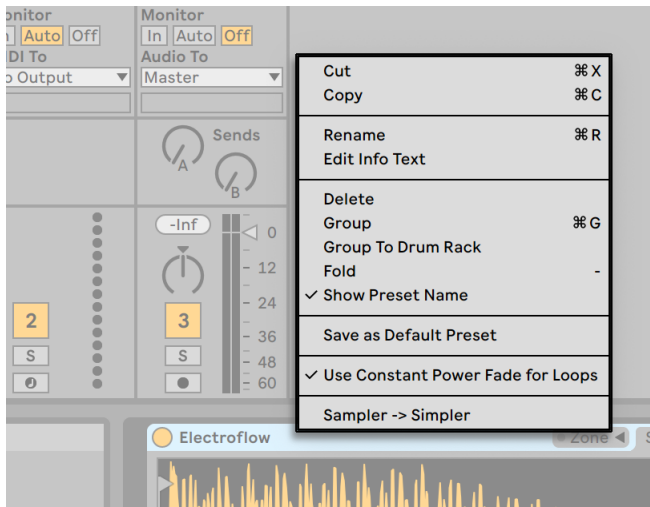 onitor
Auto Off
DI To
o Output
Monitor
In Auto Off
Audio To
Master
Sends
A
B
-Inf
0
12
24
36
48
60
2
S
3
S
Cut ⌘X
Copy ⌘C
Rename ⌘R
Edit Info Text
Delete
Group ⌘G
Group To Drum Rack
Fold -
✓ Show Preset Name
Save as Default Preset
✓ Use Constant Power Fade for Loops
Sampler -> Simpler
Electroflow
Zone
S